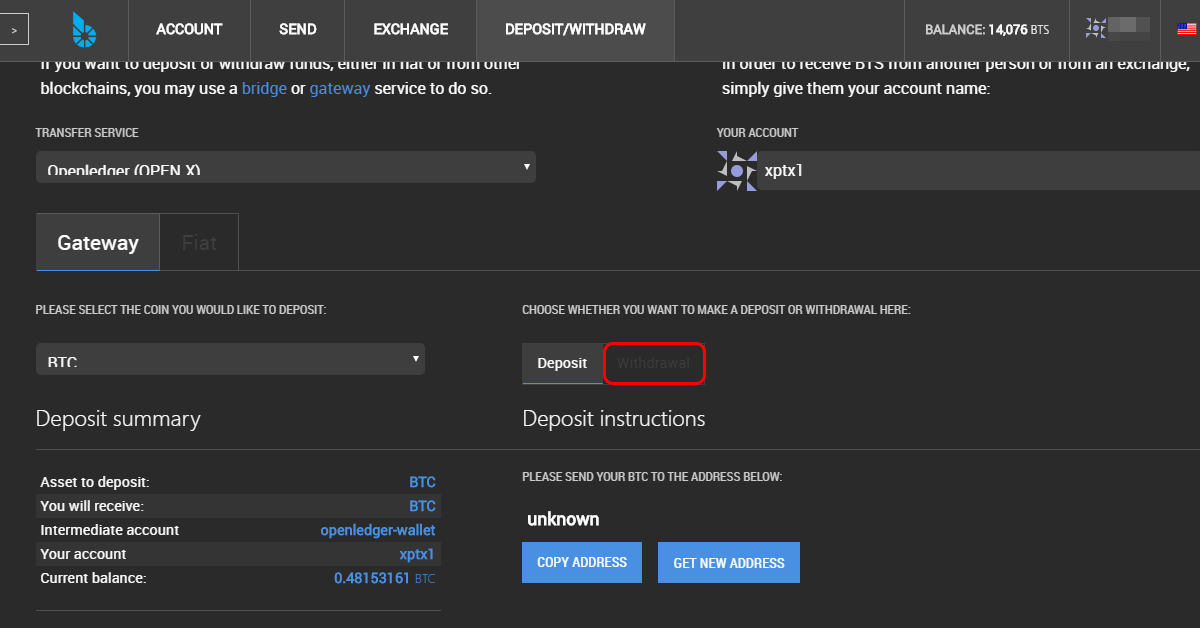 >
ACCOUNT
SEND
EXCHANGE
DEPOSIT/WITHDRAW
BALANCE: 14,076 BTS
If you want to deposit or withdraw funds, either in fiat or from other
blockchains, you may use a bridge or gateway service to do so.
In order to receive BTS from another person or from an exchange,
simply give them your account name:
TRANSFER SERVICE
Openledger (OPEN.X)
YOUR ACCOUNT
xptx1
Gateway
Fiat
PLEASE SELECT THE COIN YOU WOULD LIKE TO DEPOSIT:
BTC
CHOOSE WHETHER YOU WANT TO MAKE A DEPOSIT OR WITHDRAWAL HERE:
Deposit
Withdrawal
Deposit summary
Asset to deposit: BTC
You will receive: BTC
Intermediate account openledger-wallet
Your account xptx1
Current balance: 0.48153161 BTC
Deposit instructions
PLEASE SEND YOUR BTC TO THE ADDRESS BELOW:
unknown
COPY ADDRESS
GET NEW ADDRESS